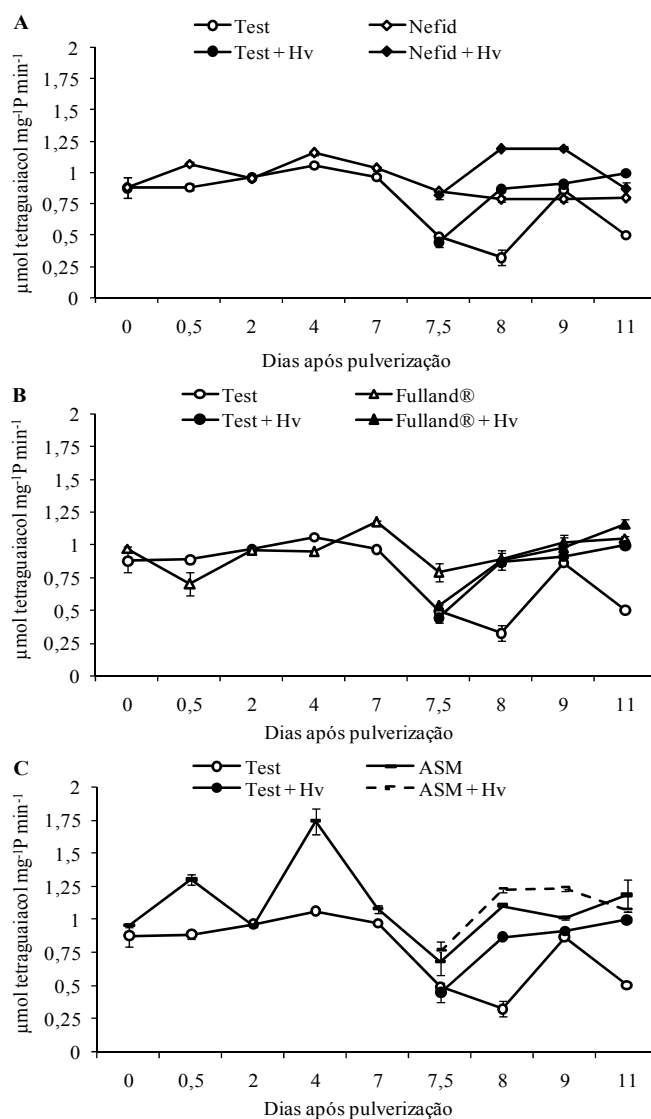 A
Test
Nefid
Test + Hv
Nefid + Hv
µmol tetraguaiacol mg⁻¹P min⁻¹
2
1,75
1,5
1,25
1
0,75
0,5
0,25
0
0 0,5 2 4 7 7,5 8 9 11
Dias após pulverização
B
Test
Fulland®
Test + Hv
Fulland® + Hv
µmol tetraguaiacol mg⁻¹P min⁻¹
2
1,75
1,5
1,25
1
0,75
0,5
0,25
0
0 0,5 2 4 7 7,5 8 9 11
Dias após pulverização
C
Test
ASM
Test + Hv
ASM + Hv
µmol tetraguaiacol mg⁻¹P min⁻¹
2
1,75
1,5
1,25
1
0,75
0,5
0,25
0
0 0,5 2 4 7 7,5 8 9 11
Dias após pulverização